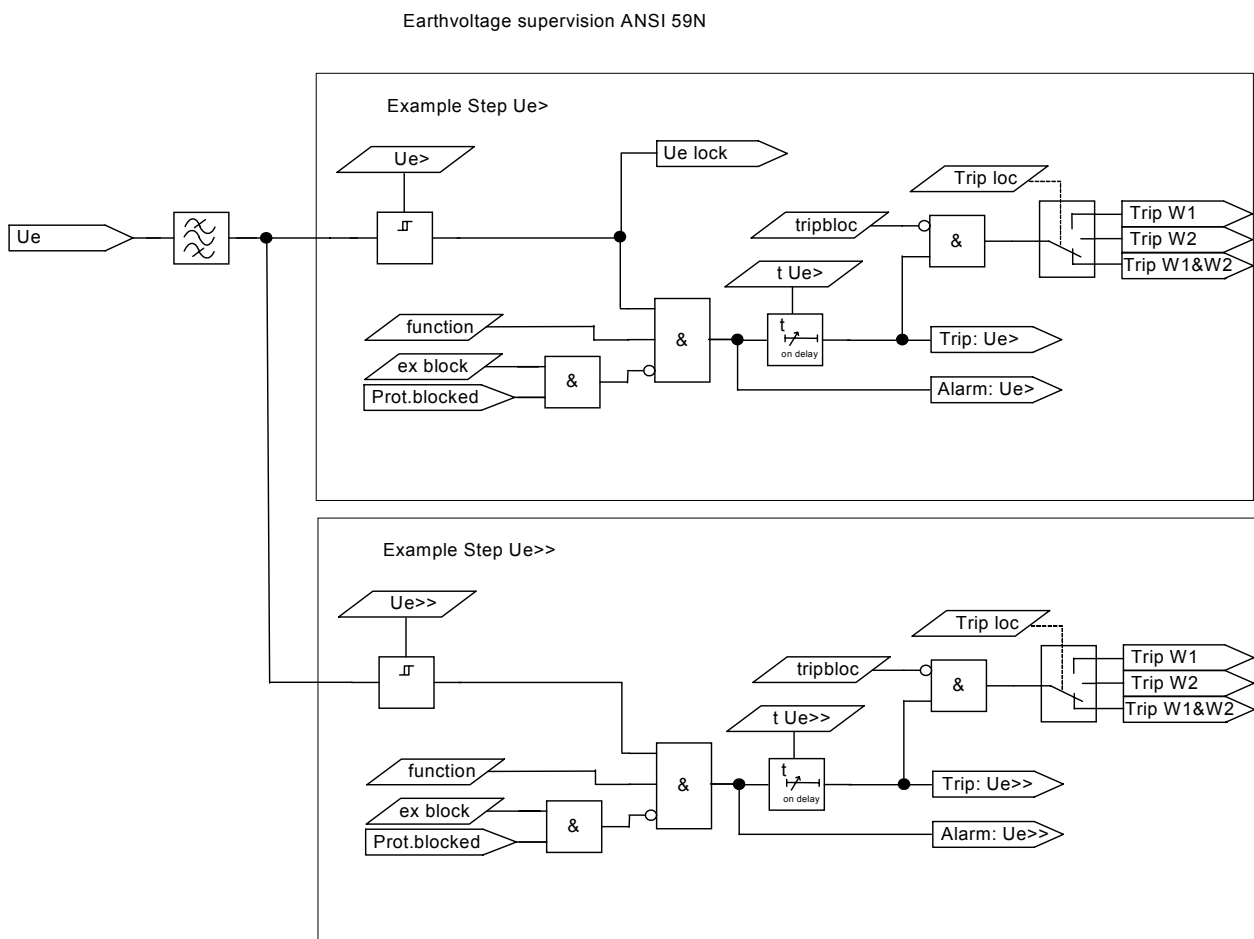 Earthvoltage supervision ANSI 59N
Example Step Ue>
Ue>
Ue lock
Trip loc
Ue
tripbloc
&
Trip W1
Trip W2
Trip W1&W2
t Ue>
function
&
t
on delay
Trip: Ue>
ex block
&
Prot.blocked
Alarm: Ue>
Example Step Ue>>
Ue>>
Trip loc
tripbloc
&
Trip W1
Trip W2
Trip W1&W2
t Ue>>
function
&
t
on delay
Trip: Ue>>
ex block
&
Prot.blocked
Alarm: Ue>>